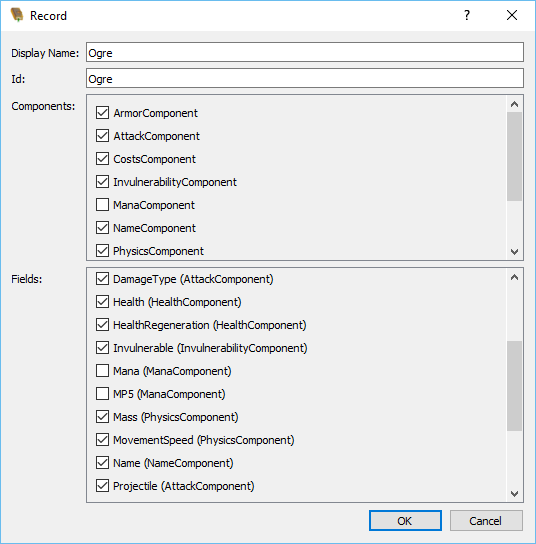 Record
Display Name: Ogre
Id: Ogre
Components:
ArmorComponent
AttackComponent
CostsComponent
InvulnerabilityComponent
ManaComponent
NameComponent
PhysicsComponent
Fields:
DamageType (AttackComponent)
Health (HealthComponent)
HealthRegeneration (HealthComponent)
Invulnerable (InvulnerabilityComponent)
Mana (ManaComponent)
MP5 (ManaComponent)
Mass (PhysicsComponent)
MovementSpeed (PhysicsComponent)
Name (NameComponent)
Projectile (AttackComponent)
OK Cancel